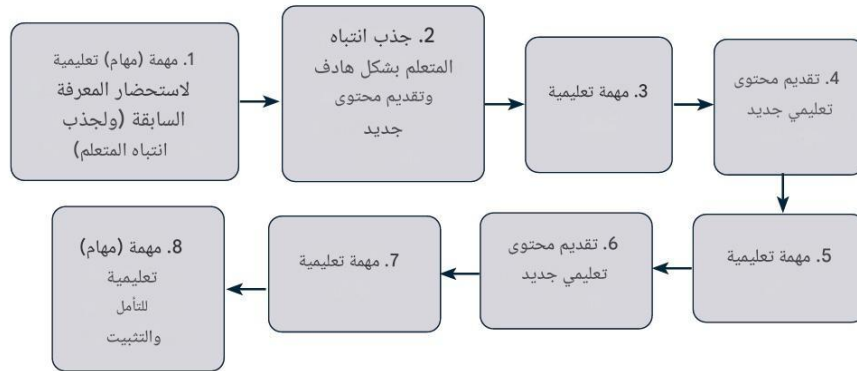 1. مهمة (مهام) تعليمية
لاستحضار المعرفة
السابقة (ولجذب
انتباه المتعلم)
2. جذب انتباه
المتعلم بشكل هادف
وتقديم محتوى
جديد
3. مهمة تعليمية
4. تقديم محتوى
تعليمي جديد
5. مهمة تعليمية
6. تقديم محتوى
تعليمي جديد
7. مهمة تعليمية
8. مهمة (مهام)
تعليمية
للتأمل
والتثبيت